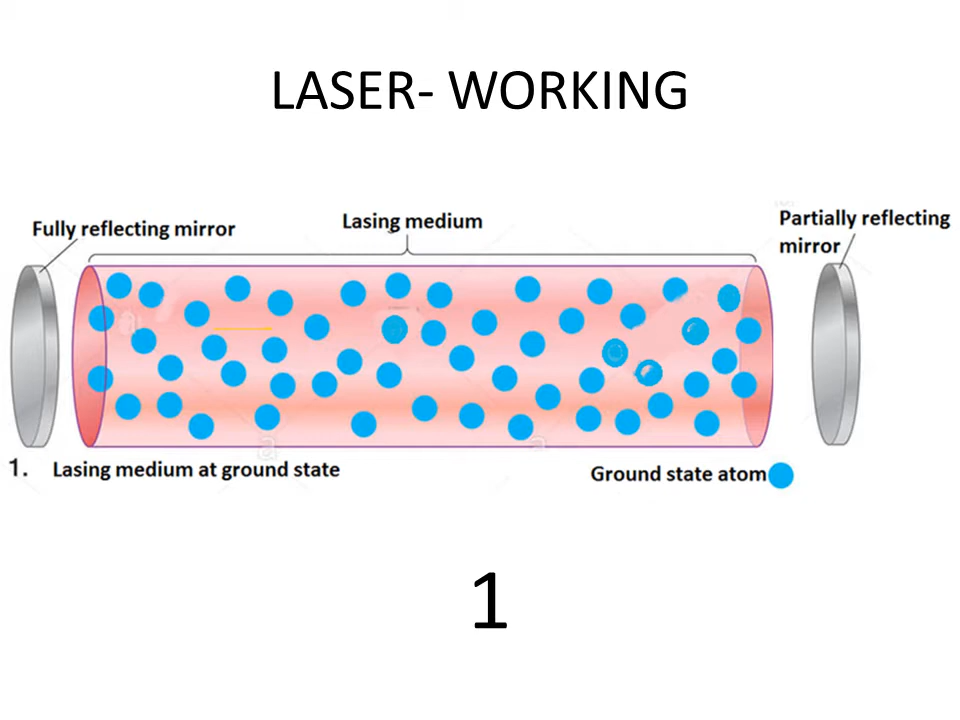 LASER- WORKING
Fully reflecting mirror
Lasing medium
Partially reflecting
mirror
1. Lasing medium at ground state
Ground state atom
1